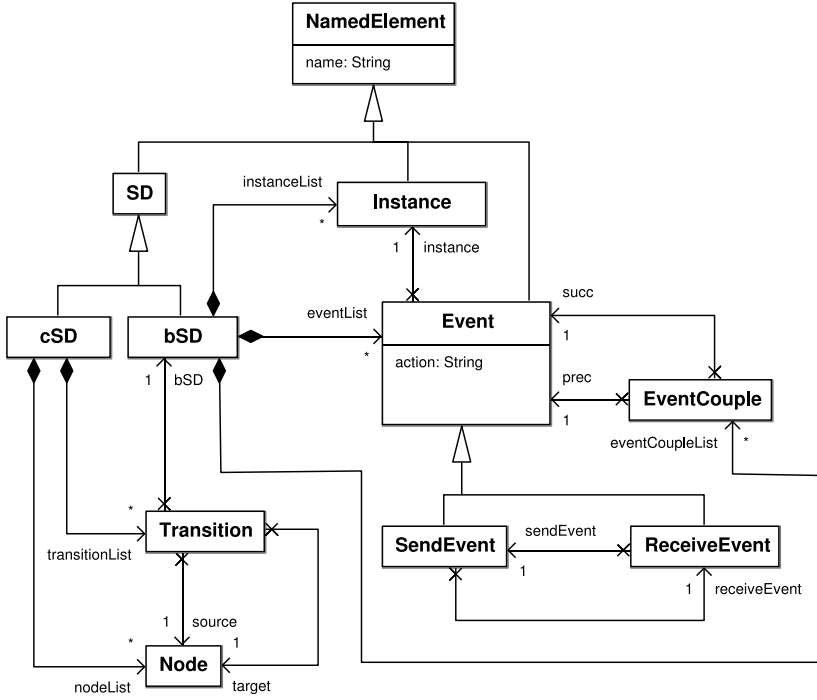 NamedElement
name: String
SD
instanceList
*
Instance
1
instance
succ
1
cSD
bSD
eventList
*
Event
action: String
prec
1
EventCouple
eventCoupleList
*
1
bSD
*
transitionList
Transition
SendEvent
sendEvent
1
ReceiveEvent
1
receiveEvent
1
source
1
target
*
nodeList
Node